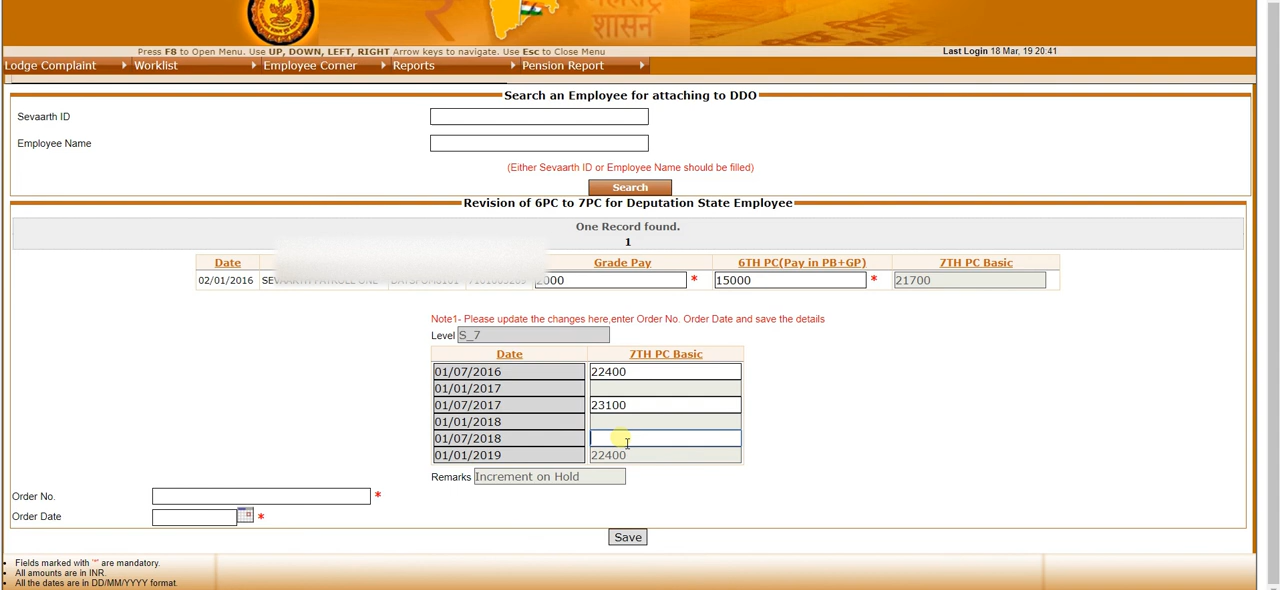 शासन
Press F8 to Open Menu. Use UP, DOWN, LEFT, RIGHT Arrow keys to navigate. Use Esc to Close Menu
Last Login 18 Mar, 19 20:41
Lodge Complaint Worklist Employee Corner Reports Pension Report
Search an Employee for attaching to DDO
Sevaarth ID
Employee Name
(Either Sevaarth ID or Employee Name should be filled)
Search
Revision of 6PC to 7PC for Deputation State Employee
One Record found.
1
Date Grade Pay 6TH PC(Pay in PB+GP) 7TH PC Basic
02/01/2016 000 * 15000 * 21700
Note1- Please update the changes here,enter Order No. Order Date and save the details
Level S_7
Date 7TH PC Basic
01/07/2016 22400
01/01/2017
01/07/2017 23100
01/01/2018
01/07/2018
01/01/2019 22400
Remarks Increment on Hold
Order No. *
Order Date *
Save
Fields marked with '*' are mandatory.
All amounts are in INR.
All the dates are in DD/MM/YYYY format.